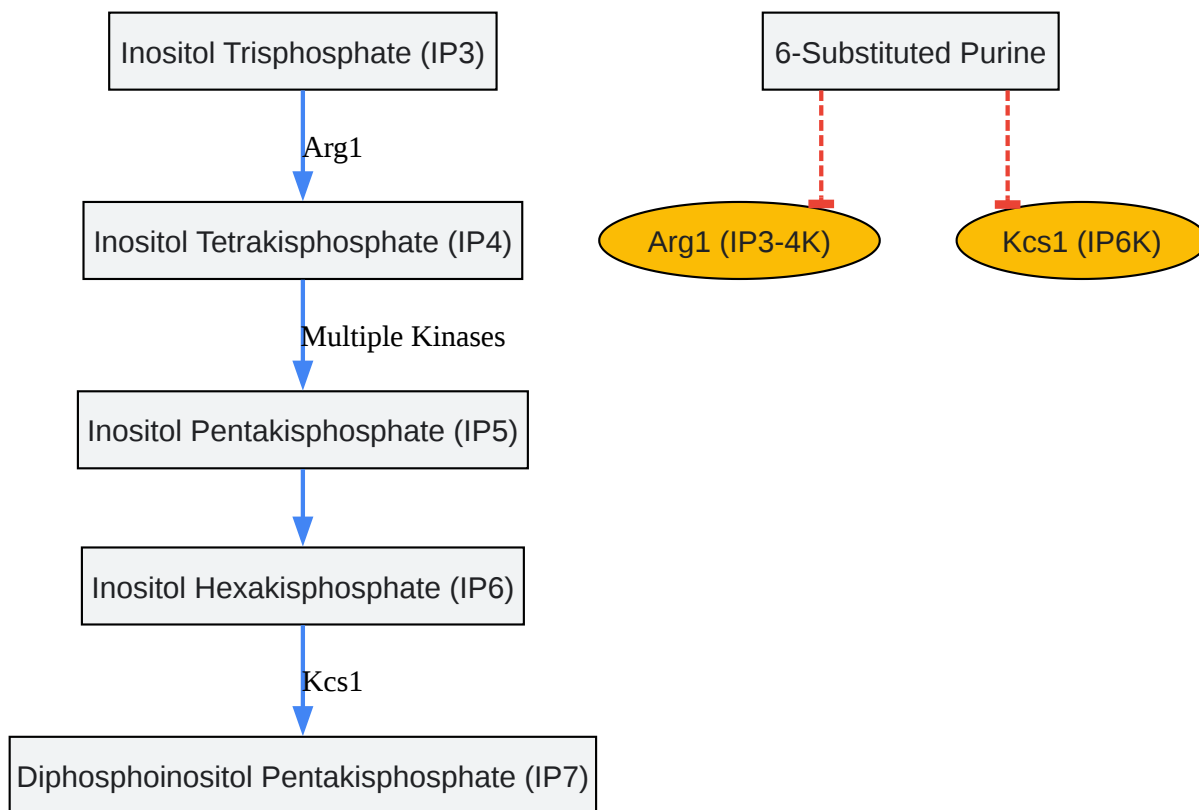 Inositol Trisphosphate (IP3)
6-Substituted Purine
Arg1
Inositol Tetrakisphosphate (IP4)
Arg1 (IP3-4K)
Kcs1 (IP6K)
Multiple Kinases
Inositol Pentakisphosphate (IP5)
Inositol Hexakisphosphate (IP6)
Kcs1
Diphosphoinositol Pentakisphosphate (IP7)